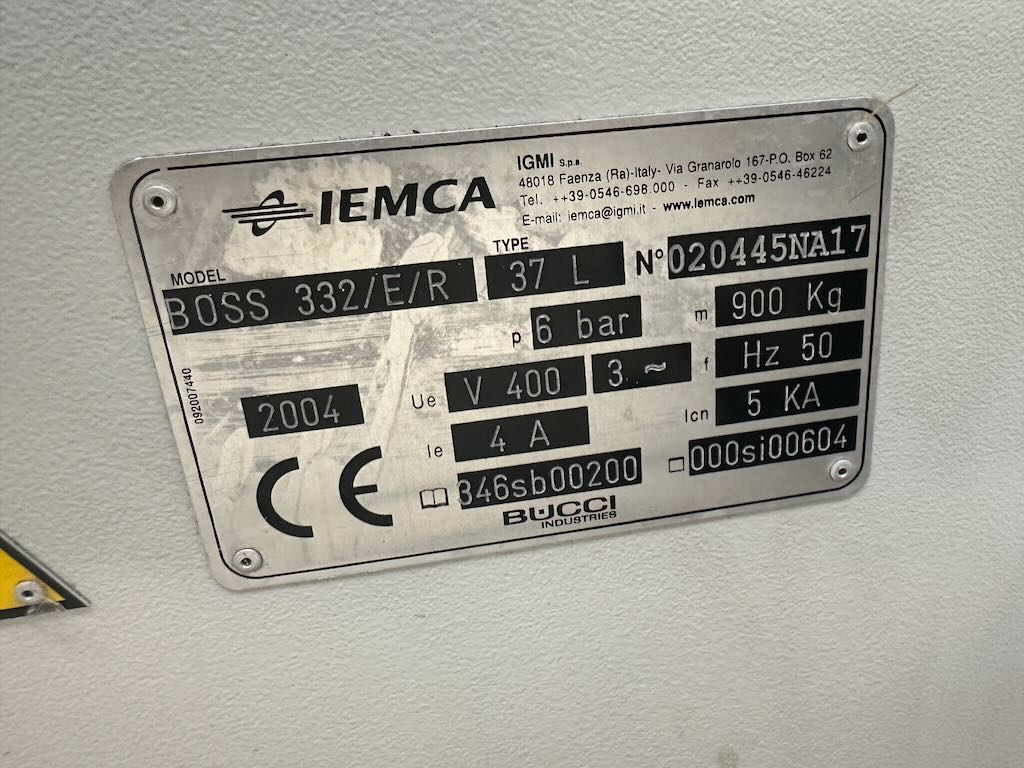 IEMCA
IGMI S.p.a.
48018 Faenza (Ra)-Italy- Via Granarolo 167-P.O. Box 62
Tel. ++39-0546-698.000 - Fax ++39-0546-46224
E-mail: iemca@igmi.it - www.Iemca.com
MODEL TYPE
BOSS 332/E/R 37 L N° 020445NA17
p 6 bar m 900 Kg
Ue V 400 3 ~ f Hz 50
2004 Ie 4 A Icn 5 KA
CE 346sb00200 000si00604
BUCCI
INDUSTRIES
092007440